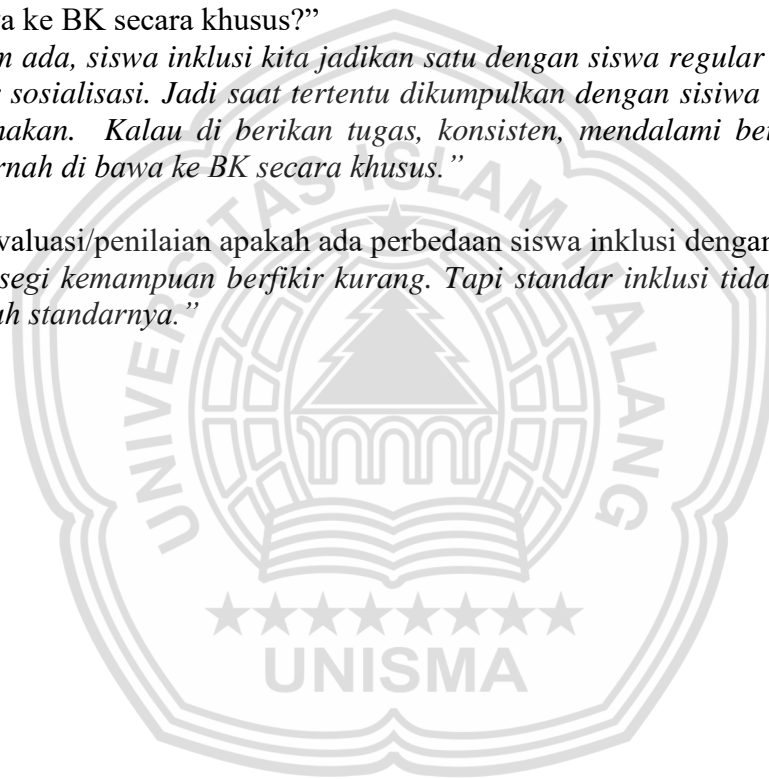 a ke BK secara khusus?”
n ada, siswa inklusi kita jadikan satu dengan siswa regular
sosialisasi. Jadi saat tertentu dikumpulkan dengan sisiwa
nakan. Kalau di berikan tugas, konsisten, mendalami
rnah di bawa ke BK secara khusus.”
valuasi/penilaian apakah ada perbedaan siswa inklusi dengan
segi kemampuan berfikir kurang. Tapi standar inklusi tida
uh standarnya.”
UNIVERSITAS ISLAM MALANG
UNISMA